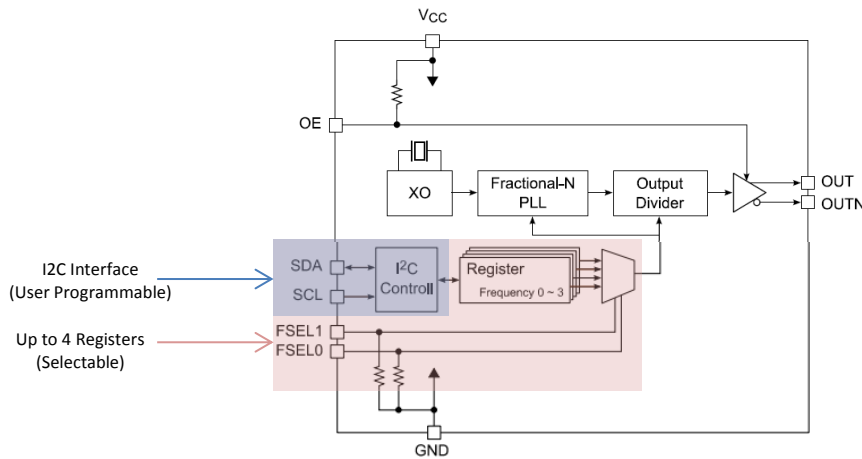 VCC
OE
XO
Fractional-N
PLL
Output
Divider
OUT
OUTN
I2C Interface
(User Programmable)
SDA
SCL
I²C
Controll
Register
Frequency 0 ~ 3
Up to 4 Registers
(Selectable)
FSEL1
FSEL0
GND